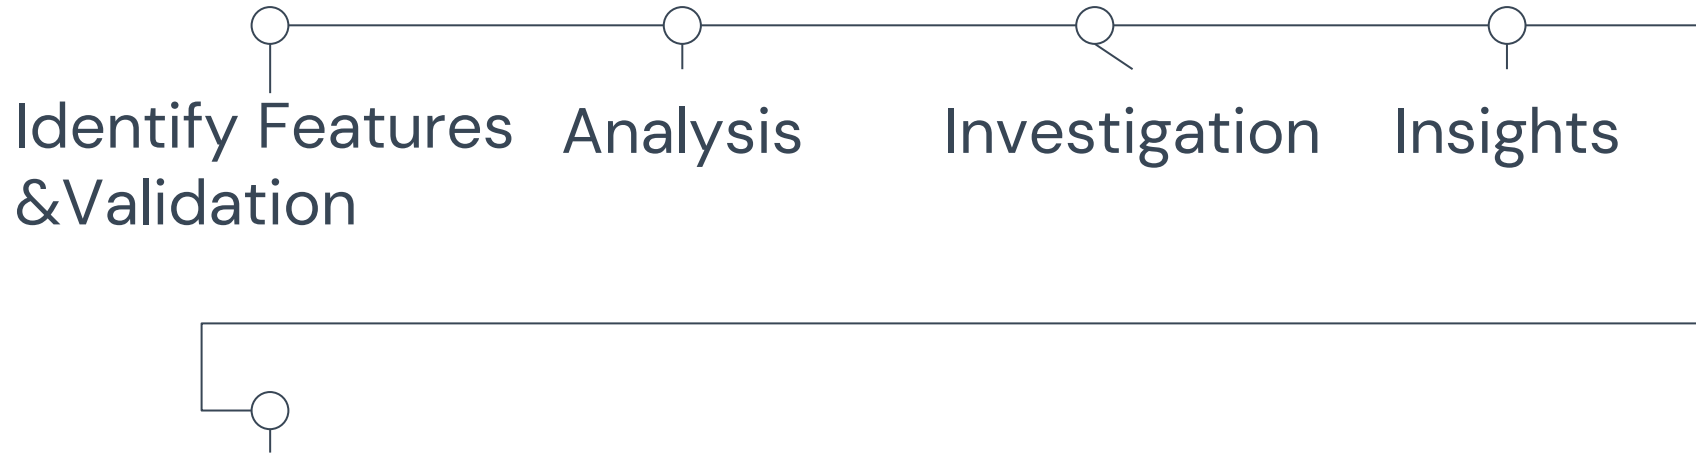 Identify Features
&Validation
Analysis
Investigation
Insights